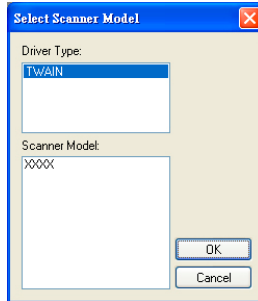 Select Scanner Model
Driver Type:
TWAIN
Scanner Model:
XXXX
OK
Cancel